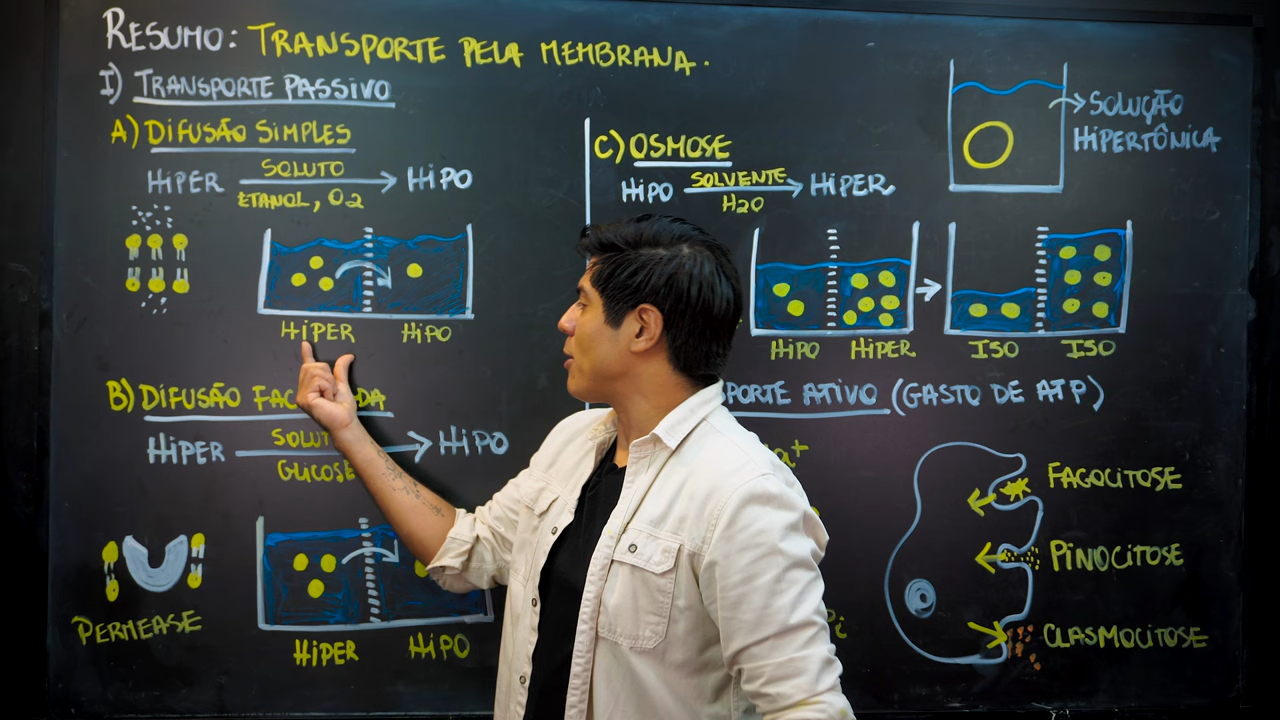 RESUMO: TRANSPORTE PELA MEMBRANA.
I) TRANSPORTE PASSIVO
A) DIFUSÃO SIMPLES
HIPER SOLUTO HIPO
ETANOL, O2
HIPER HIPO
B) DIFUSÃO
HIPER HIPO
GLICOSE
PERMEASE
HIPER HIPO
C) OSMOSE
HIPO SOLVENTE HIPER
H2O
SOLUÇÃO
HIPERTÔNICA
HIPO HIPER ISO ISO
ATIVO (GASTO DE ATP)
FAGOCITOSE
PINOCITOSE
CLASMOCITOSE